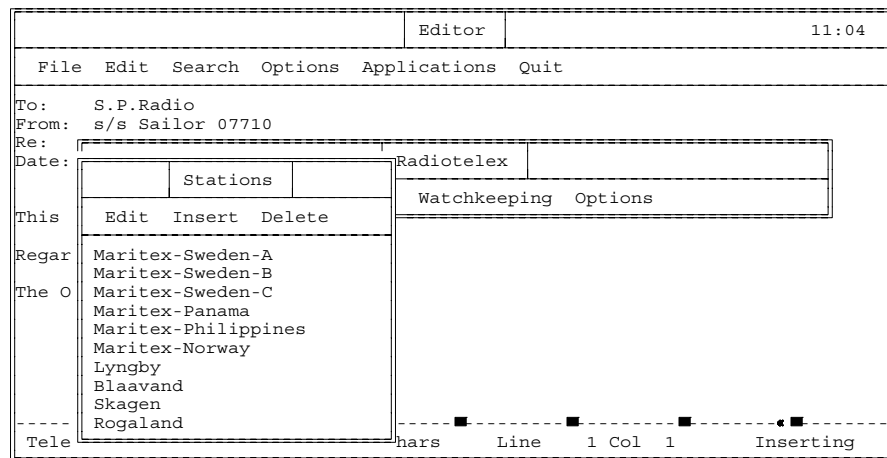 Editor 11:04
File Edit Search Options Applications Quit
To: S.P.Radio
From: s/s Sailor 07710
Re:
Date:
Radiotelex
Stations
Watchkeeping Options
This
Edit Insert Delete
Regar
Maritex-Sweden-A
Maritex-Sweden-B
The O
Maritex-Sweden-C
Maritex-Panama
Maritex-Philippines
Maritex-Norway
Lyngby
Blaavand
Skagen
Rogaland
Tele hars Line 1 Col 1 Inserting